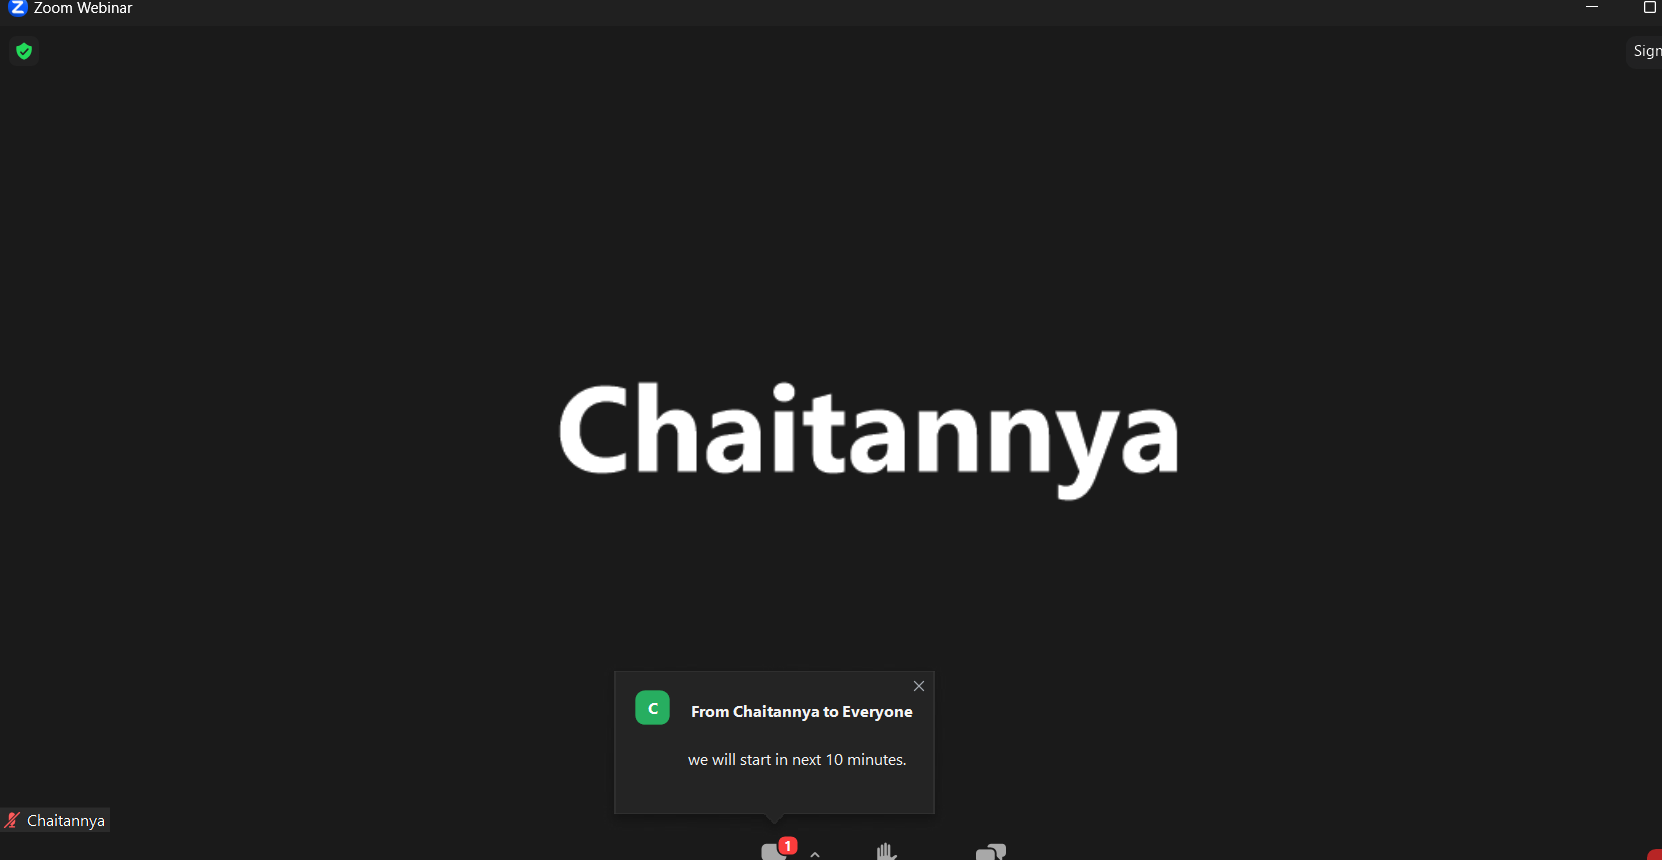 Zoom Webinar
Sign
Chaitannya
C
From Chaitannya to Everyone
we will start in next 10 minutes.
Chaitannya
1